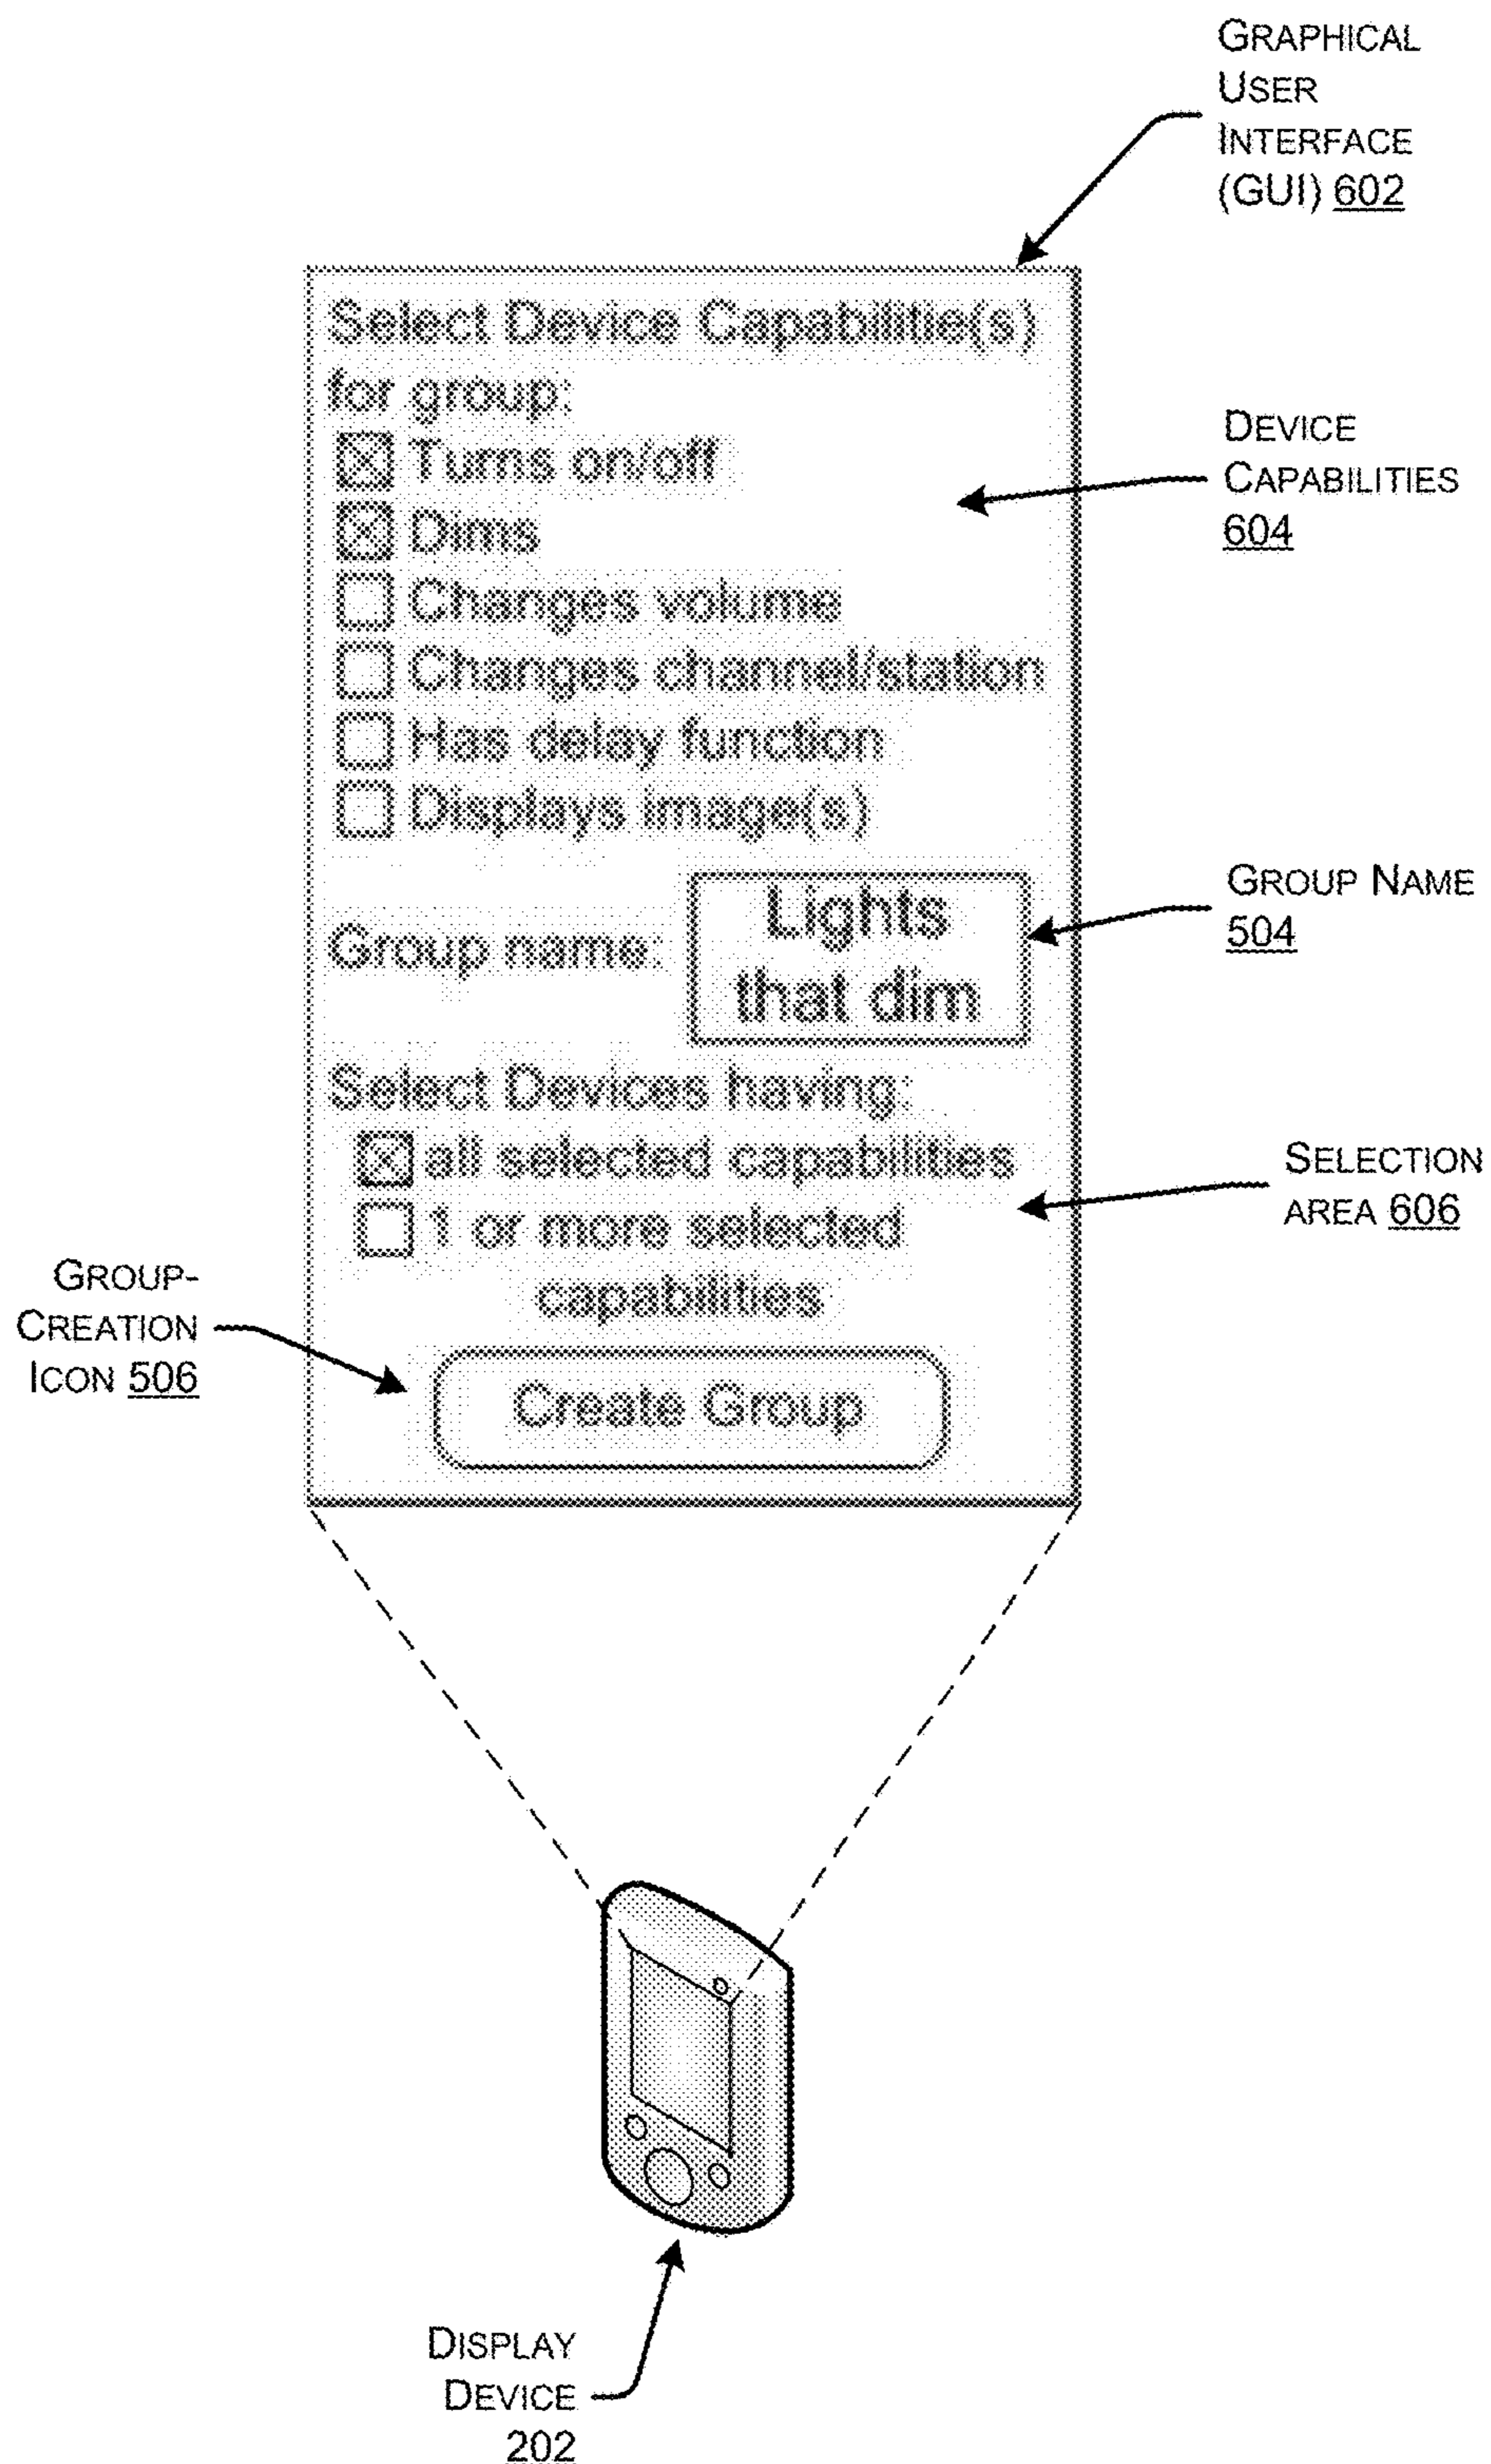 GRAPHICAL
USER
INTERFACE
(GUI) 602
Select Device Capabilitie(s)
for group:
Turns on/off
Dims
Changes volume
Changes channel/station
Has delay function
Displays image(s)
DEVICE
CAPABILITIES
604
Group name:
Lights
that dim
GROUP NAME
504
Select Devices having:
all selected capabilities
1 or more selected
capabilities
SELECTION
AREA 606
GROUP-
CREATION
ICON 506
Create Group
DISPLAY
DEVICE
202